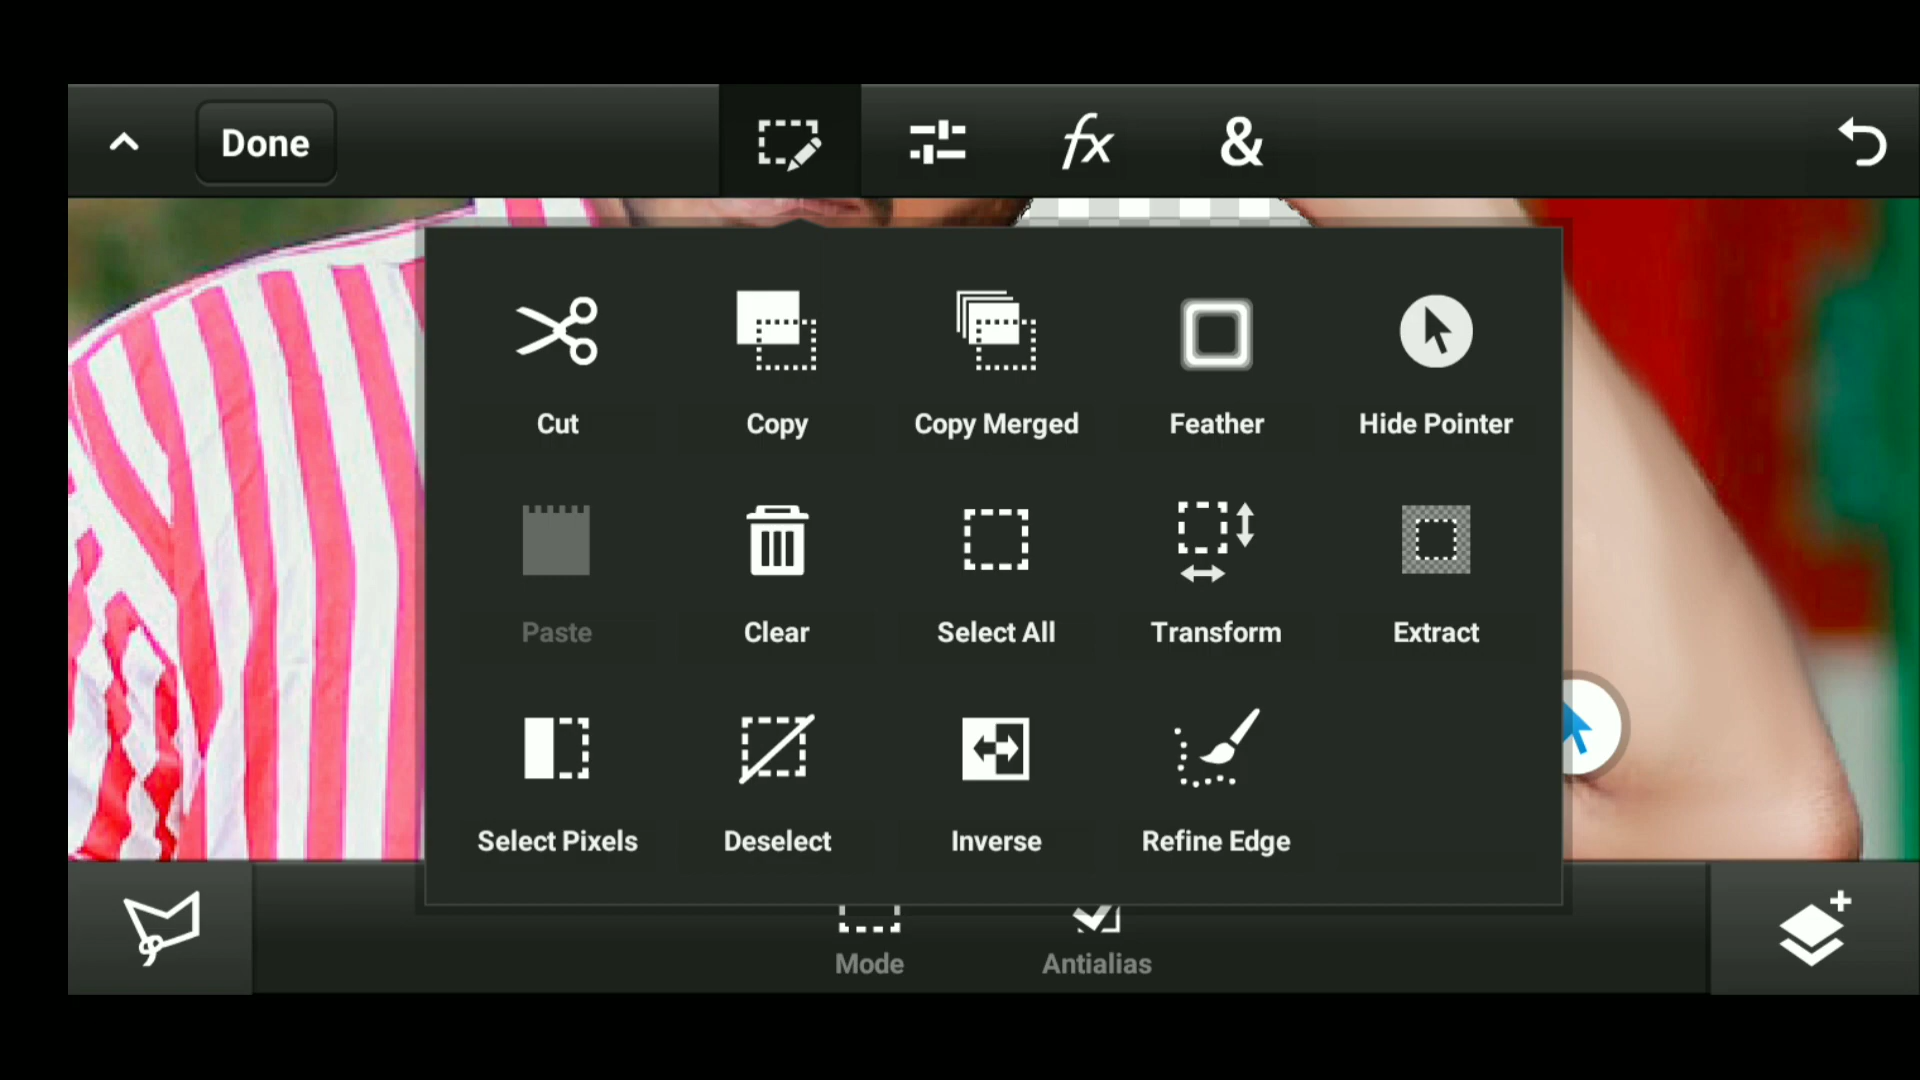 Done
fx
&
Cut
Copy
Copy Merged
Feather
Hide Pointer
Paste
Clear
Select All
Transform
Extract
Select Pixels
Deselect
Inverse
Refine Edge
Mode
Antialias